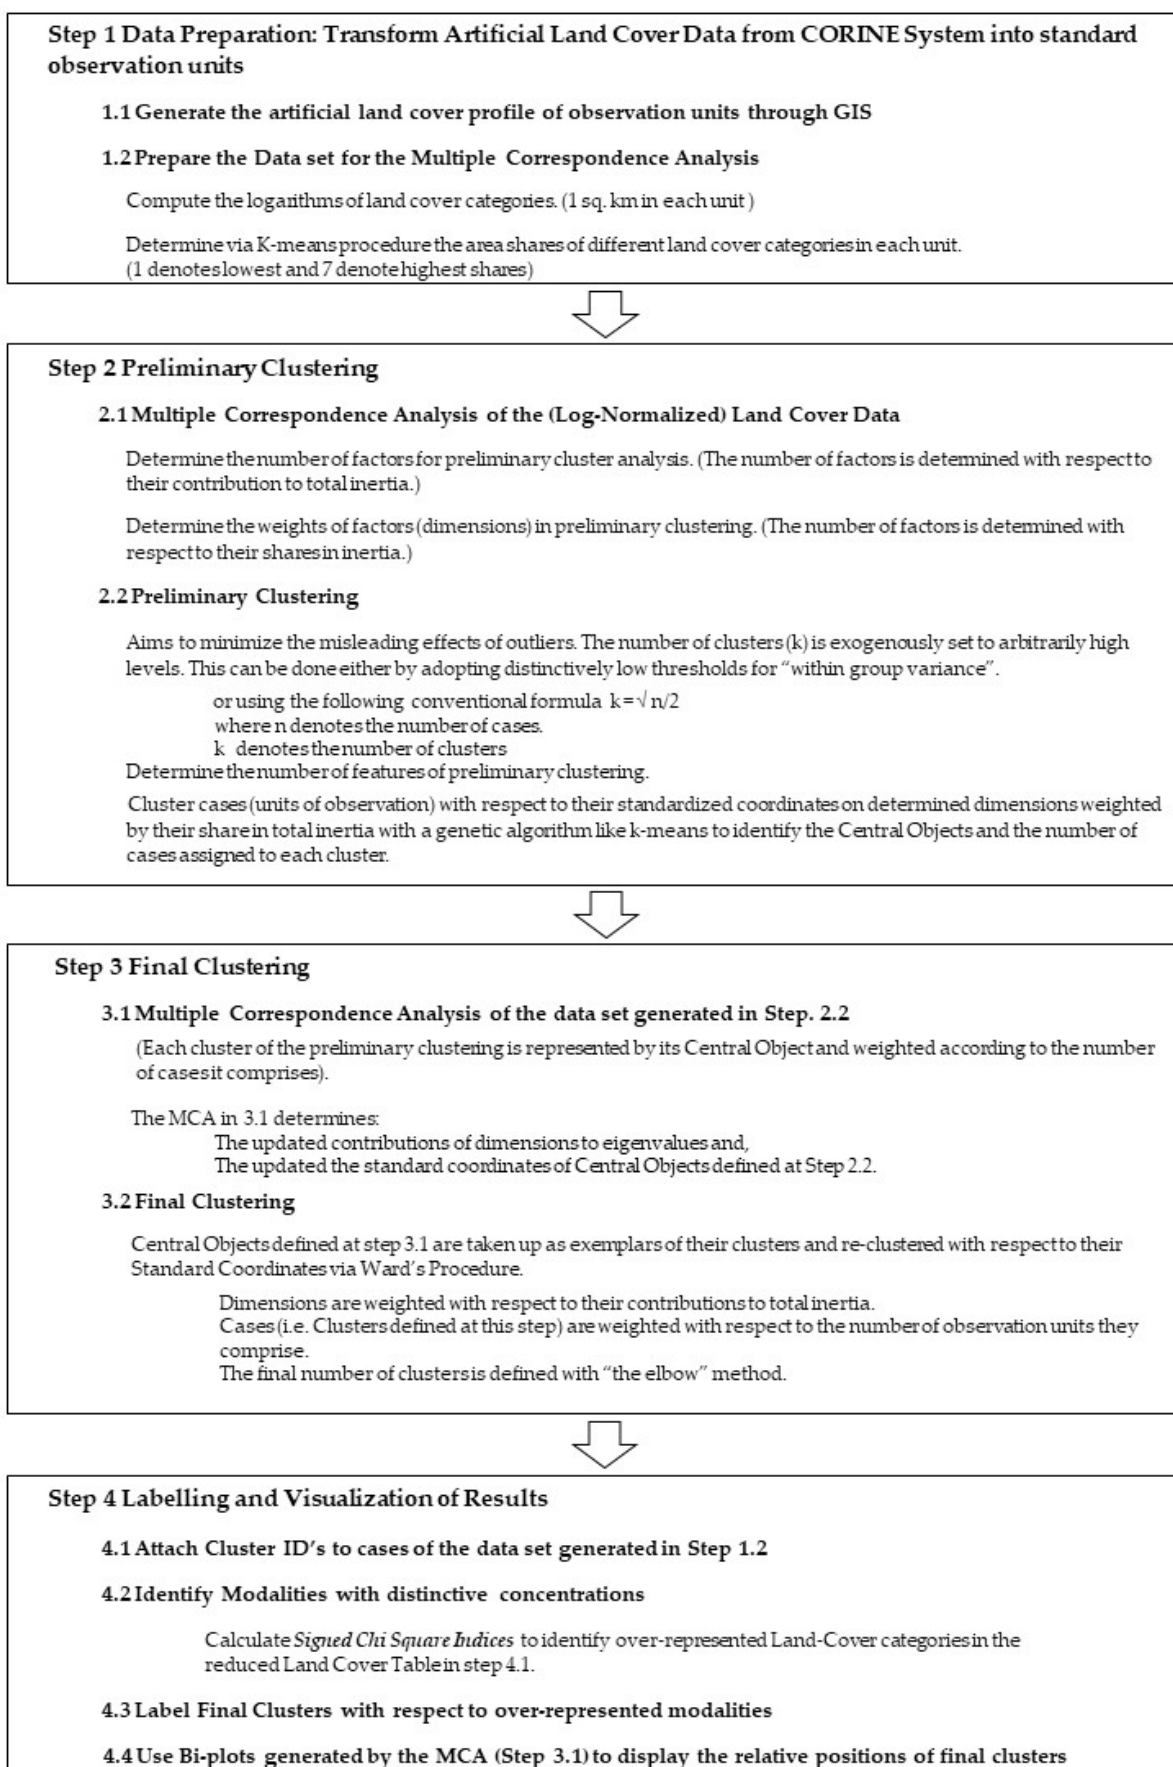 Step 1 Data Preparation: Transform Artificial Land Cover Data from CORINE System into standard
observation units
1.1 Generate the artificial land cover profile of observation units through GIS
1.2 Prepare the Data set for the Multiple Correspondence Analysis
Compute the logarithms of land cover categories. (1 sq. km in each unit )
Determine via K-means procedure the area shares of different land cover categories in each unit.
(1 denotes lowest and 7 denote highest shares)
Step 2 Preliminary Clustering
2.1 Multiple Correspondence Analysis of the (Log-Normalized) Land Cover Data
Determine the number of factors for preliminary cluster analysis. (The number of factors is determined with respect to
their contribution to total inertia.)
Determine the weights of factors (dimensions) in preliminary clustering. (The number of factors is determined with
respect to their shares in inertia.)
2.2 Preliminary Clustering
Aims to minimize the misleading effects of outliers. The number of clusters (k) is exogenously set to arbitrarily high
levels. This can be done either by adopting distinctively low thresholds for “within group variance”.
or using the following conventional formula k=√ n/2
where n denotes the number of cases.
k denotes the number of clusters
Determine the number of features of preliminary clustering.
Cluster cases (units of observation) with respect to their standardized coordinates on determined dimensions weighted
by their share in total inertia with a genetic algorithm like k-means to identify the Central Objects and the number of
cases assigned to each cluster.
Step 3 Final Clustering
3.1 Multiple Correspondence Analysis of the data set generated in Step. 2.2
(Each cluster of the preliminary clustering is represented by its Central Object and weighted according to the number
of cases it comprises).
The MCA in 3.1 determines:
The updated contributions of dimensions to eigenvalues and,
The updated the standard coordinates of Central Objects defined at Step 2.2.
3.2 Final Clustering
Central Objects defined at step 3.1 are taken up as exemplars of their clusters and re-clustered with respect to their
Standard Coordinates via Ward’s Procedure.
Dimensions are weighted with respect to their contributions to total inertia.
Cases (i.e. Clusters defined at this step) are weighted with respect to the number of observation units they
comprise.
The final number of clusters is defined with “the elbow” method.
Step 4 Labelling and Visualization of Results
4.1 Attach Cluster ID’s to cases of the data set generated in Step 1.2
4.2 Identify Modalities with distinctive concentrations
Calculate Signed Chi Square Indices to identify over-represented Land-Cover categories in the
reduced Land Cover Table in step 4.1.
4.3 Label Final Clusters with respect to over-represented modalities
4.4 Use Bi-plots generated by the MCA (Step 3.1) to display the relative positions of final clusters